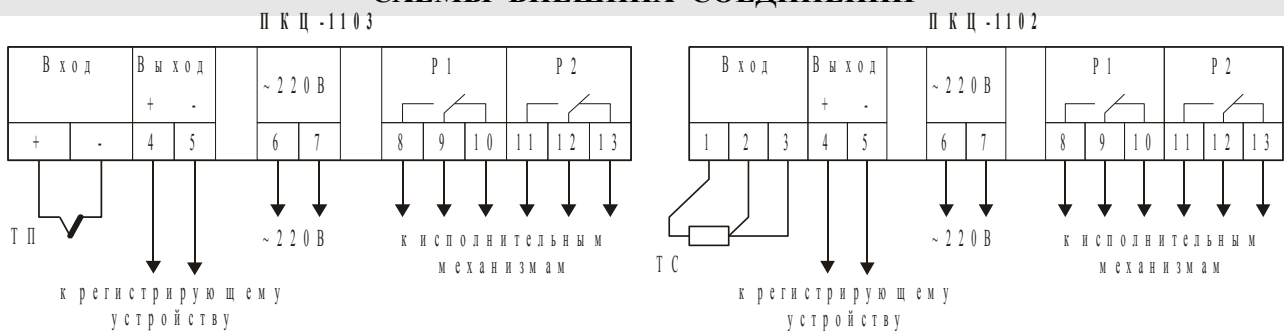 СХЕМЫ ВНЕШНИХ СОЕДИНЕНИЙ
ПКЦ-1103
Вход Выход ~220В Р1 Р2
+ -
+ - 4 5 6 7 8 9 10 11 12 13
ТП
~220В
к исполнительным
механизмам
к регистрирующему
устройству
ПКЦ-1102
Вход Выход ~220В Р1 Р2
+ -
1 2 3 4 5 6 7 8 9 10 11 12 13
ТС
~220В
к исполнительным
механизмам
к регистрирующему
устройству